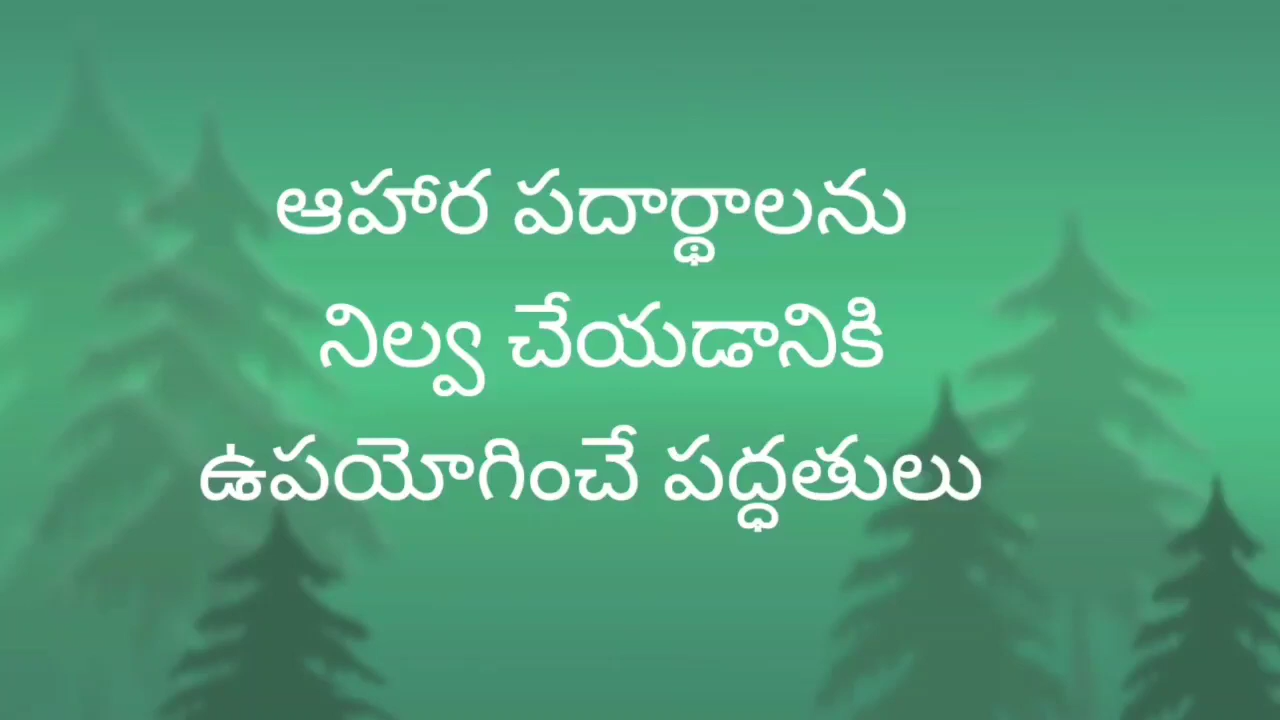 ఆహార పదార్థాలను
నిల్వ చేయడానికి
ఉపయోగించే పద్ధతులు